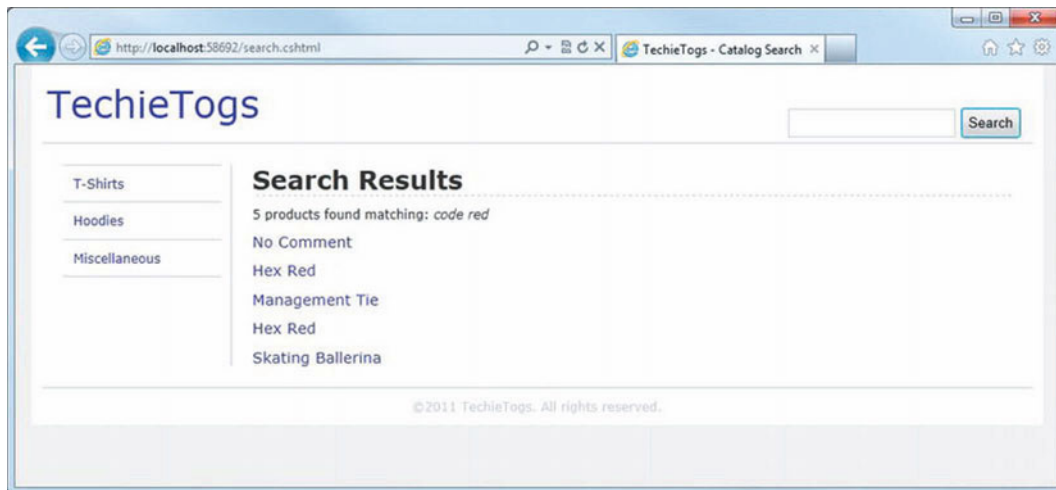 http://localhost:58692/search.cshtml
TechieTogs - Catalog Search
TechieTogs
Search
T-Shirts
Hoodies
Miscellaneous
Search Results
5 products found matching: code red
No Comment
Hex Red
Management Tie
Hex Red
Skating Ballerina
©2011 TechieTogs. All rights reserved.